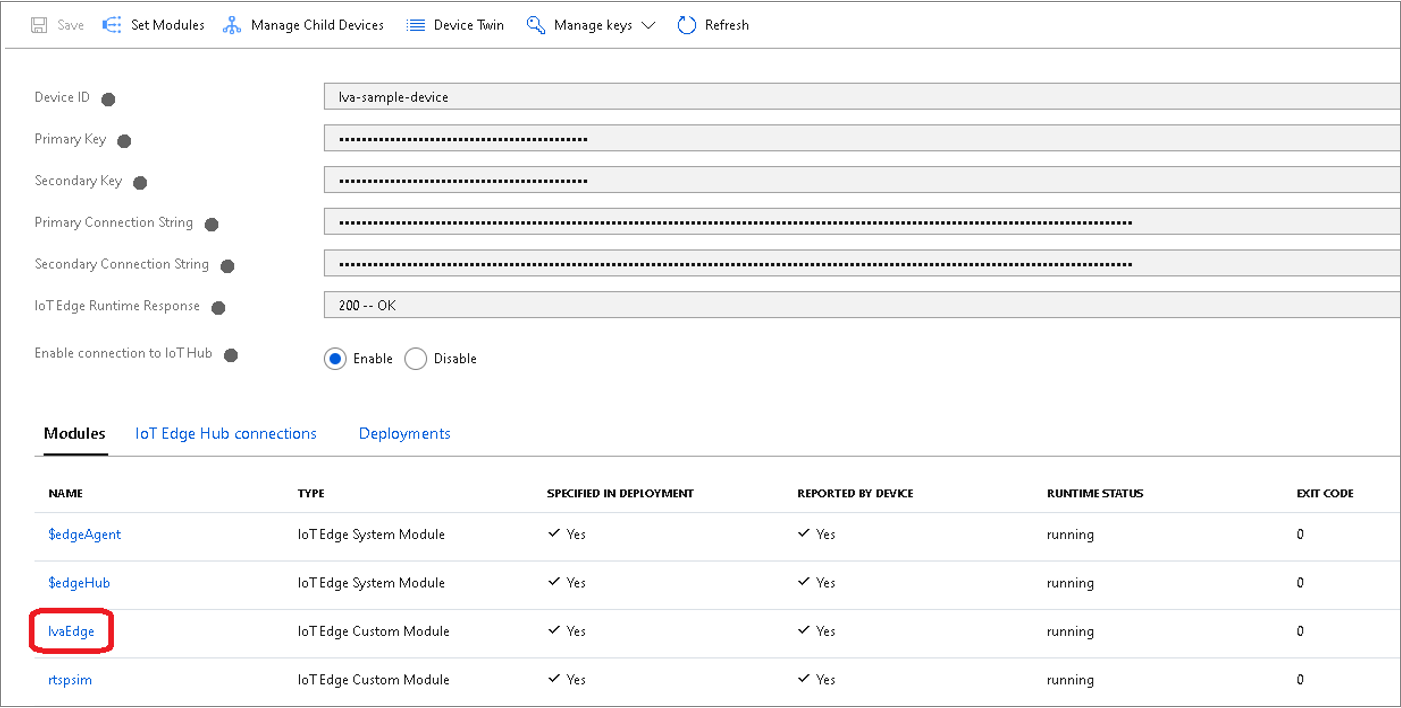 Save Set Modules Manage Child Devices Device Twin Manage keys Refresh
Device ID lva-sample-device
Primary Key ••••••••••••••••••••••••••••••••••••••••••••
Secondary Key ••••••••••••••••••••••••••••••••••••••••••••
Primary Connection String
Secondary Connection String
IoT Edge Runtime Response 200 -- OK
Enable connection to IoT Hub Enable Disable
Modules IoT Edge Hub connections Deployments
NAME TYPE SPECIFIED IN DEPLOYMENT REPORTED BY DEVICE RUNTIME STATUS EXIT CODE
$edgeAgent IoT Edge System Module Yes Yes running 0
$edgeHub IoT Edge System Module Yes Yes running 0
lvaEdge IoT Edge Custom Module Yes Yes running 0
rtspsim IoT Edge Custom Module Yes Yes running 0